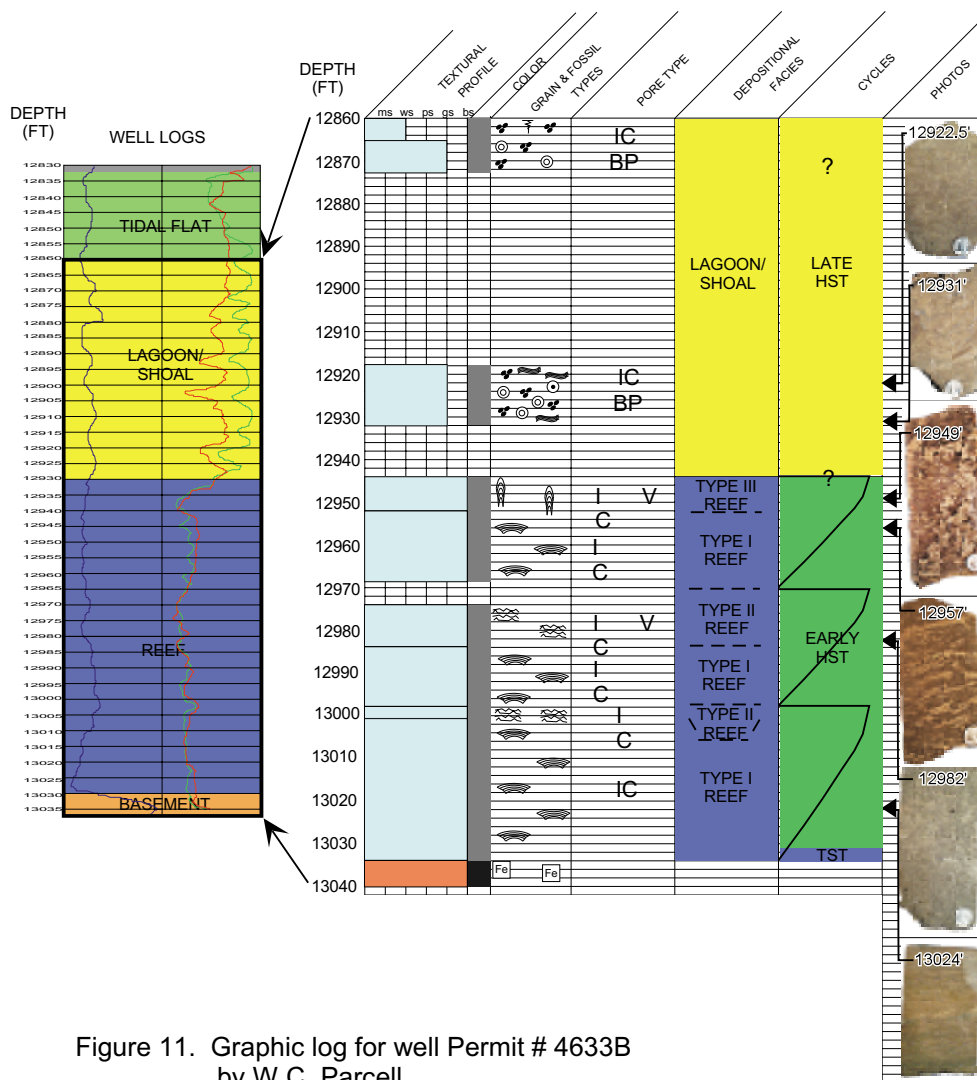 DEPTH
(FT)
WELL LOGS
12830
12835
12840
12845
12850
12855
12860
12865
12870
12875
12880
12885
12890
12895
12900
12905
12910
12915
12920
12925
12930
12935
12940
12945
12950
12955
12960
12965
12970
12975
12980
12985
12990
12995
13000
13005
13010
13015
13020
13025
13030
13035
TIDAL FLAT
LAGOON/
SHOAL
REEF
BASEMENT
DEPTH
(FT)
TEXTURAL
PROFILE
COLOR
GRAIN & FOSSIL
TYPES
PORE TYPE
DEPOSITIONAL
FACIES
CYCLES
PHOTOS
ms ws ps gs bs
12860
12870
12880
12890
12900
12910
12920
12930
12940
12950
12960
12970
12980
12990
13000
13010
13020
13030
13040
Fe
Fe
IC
BP
IC
BP
I V
C
I
C
I V
C
I
C
I
C
IC
LAGOON/
SHOAL
TYPE III
REEF
TYPE I
REEF
TYPE II
REEF
TYPE I
REEF
TYPE II
REEF
TYPE I
REEF
?
LATE
HST
?
EARLY
HST
TST
12922.5'
12931'
12949'
12957'
12982'
13024'
Figure 11. Graphic log for well Permit # 4633B
by W.C. Parcell